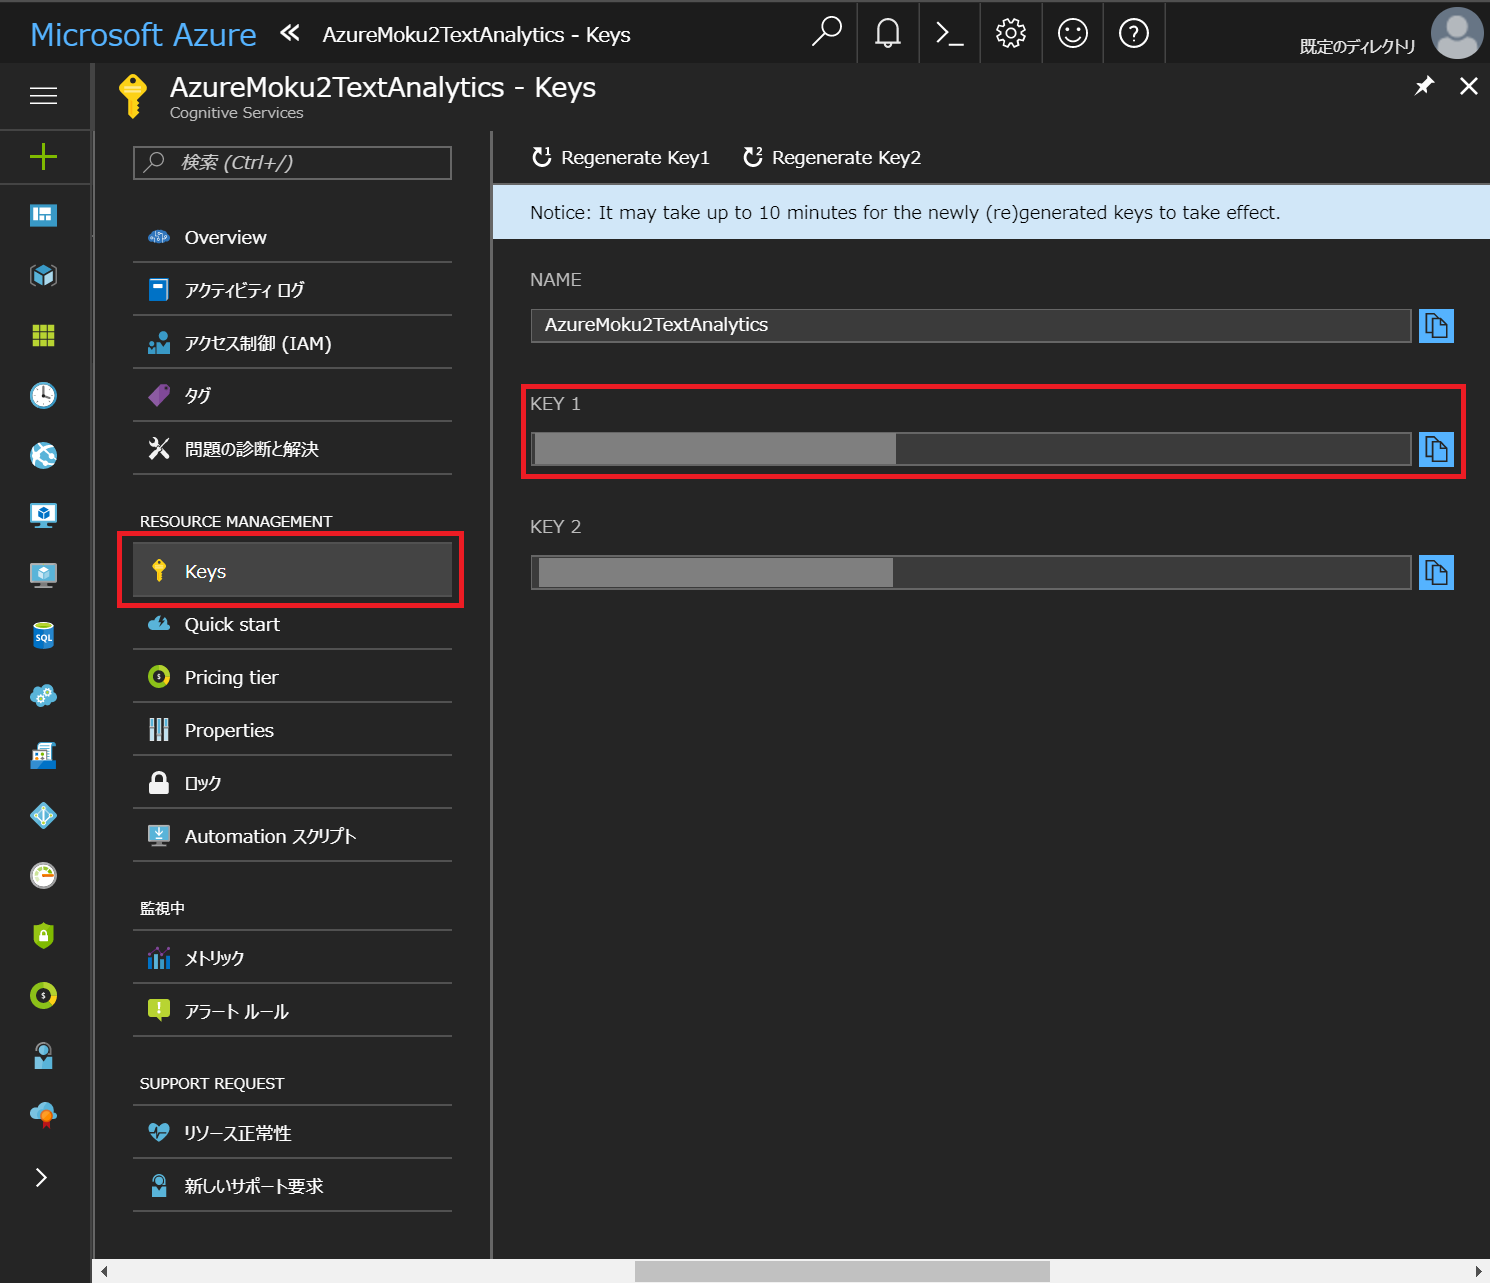 Microsoft Azure « AzureMoku2TextAnalytics - Keys
既定のディレクトリ
AzureMoku2TextAnalytics - Keys
Cognitive Services
検索 (Ctrl+/)
Overview
アクティビティ ログ
アクセス制御 (IAM)
タグ
問題の診断と解決
RESOURCE MANAGEMENT
Keys
Quick start
Pricing tier
Properties
ロック
Automation スクリプト
監視中
メトリック
アラート ルール
SUPPORT REQUEST
リソース正常性
新しいサポート要求
Regenerate Key1
Regenerate Key2
Notice: It may take up to 10 minutes for the newly (re)generated keys to take effect.
NAME
AzureMoku2TextAnalytics
KEY 1
KEY 2
SQL